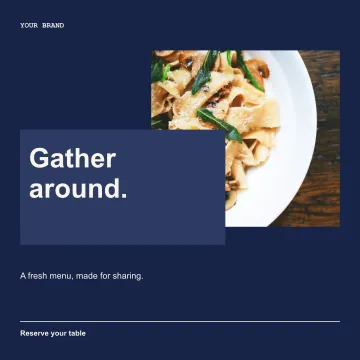 YOUR BRAND
Gather
around.
A fresh menu, made for sharing.
Reserve your table